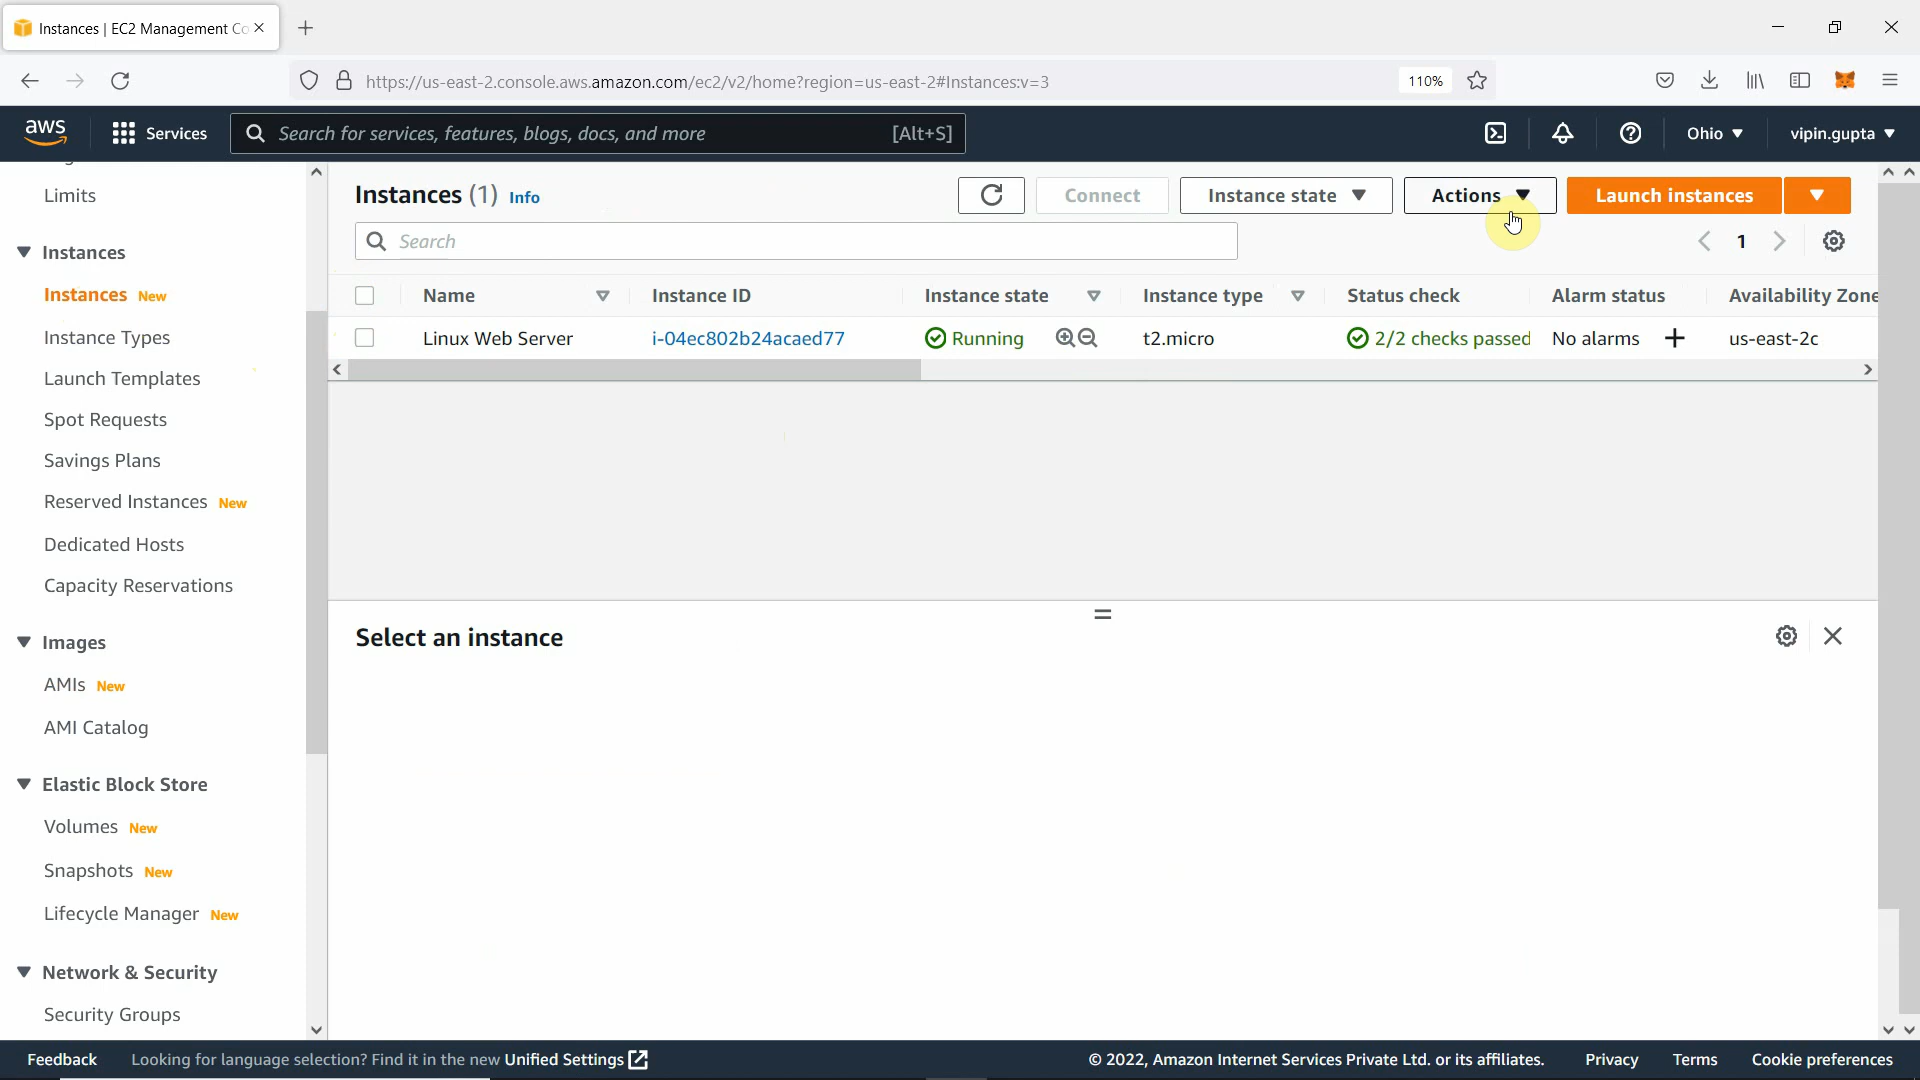 Instances | EC2 Management Co
https://us-east-2.console.aws.amazon.com/ec2/v2/home?region=us-east-2#Instances:v=3
110%
aws
Services
Search for services, features, blogs, docs, and more
[Alt+S]
Ohio
vipin.gupta
Limits
Instances
Instances New
Instance Types
Launch Templates
Spot Requests
Savings Plans
Reserved Instances New
Dedicated Hosts
Capacity Reservations
Images
AMIs New
AMI Catalog
Elastic Block Store
Volumes New
Snapshots New
Lifecycle Manager New
Network & Security
Security Groups
Instances (1) Info
Connect
Instance state
Actions
Launch instances
Search
1
Name
Instance ID
Instance state
Instance type
Status check
Alarm status
Availability Zone
Linux Web Server
i-04ec802b24acaed77
Running
t2.micro
2/2 checks passed
No alarms
us-east-2c
Select an instance
Feedback
Looking for language selection? Find it in the new Unified Settings
© 2022, Amazon Internet Services Private Ltd. or its affiliates.
Privacy
Terms
Cookie preferences